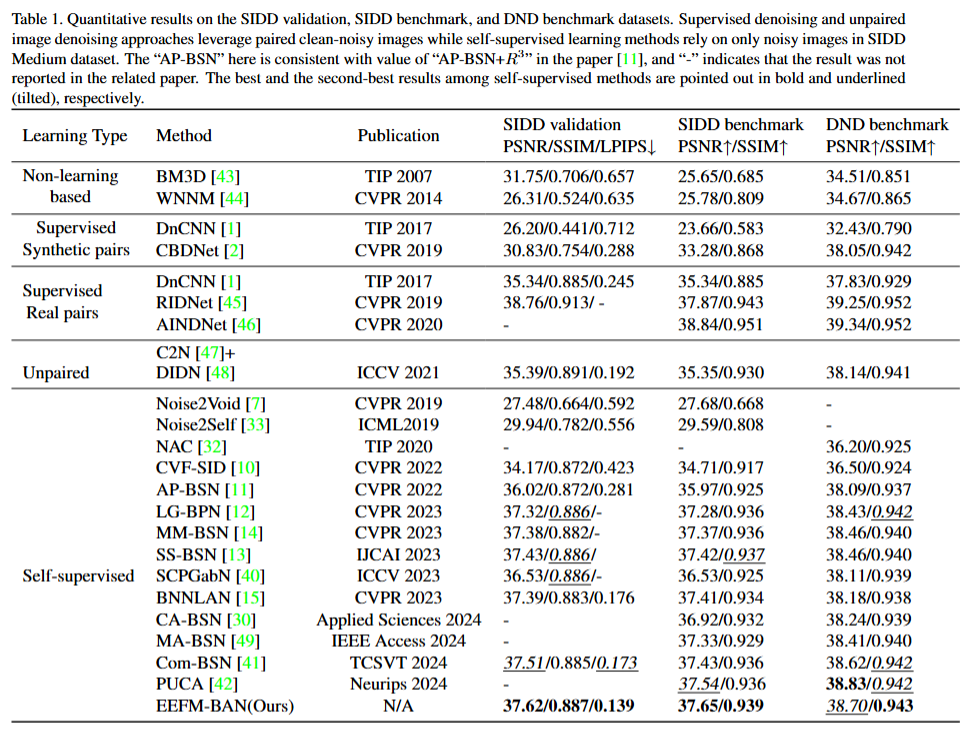 Table 1. Quantitative results on the SIDD validation, SIDD benchmark, and DND benchmark datasets. Supervised denoising and unpaired
image denoising approaches leverage paired clean-noisy images while self-supervised learning methods rely on only noisy images in SIDD
Medium dataset. The “AP-BSN” here is consistent with value of “AP-BSN+R³” in the paper [11], and “-” indicates that the result was not
reported in the related paper. The best and the second-best results among self-supervised methods are pointed out in bold and underlined
(tilted), respectively.
Learning Type Method Publication SIDD validation SIDD benchmark DND benchmark
PSNR/SSIM/LPIPS↓ PSNR↑/SSIM↑ PSNR↑/SSIM↑
Non-learning BM3D [43] TIP 2007 31.75/0.706/0.657 25.65/0.685 34.51/0.851
based WNNM [44] CVPR 2014 26.31/0.524/0.635 25.78/0.809 34.67/0.865
Supervised DnCNN [1] TIP 2017 26.20/0.441/0.712 23.66/0.583 32.43/0.790
Synthetic pairs CBDNet [2] CVPR 2019 30.83/0.754/0.288 33.28/0.868 38.05/0.942
Supervised DnCNN [1] TIP 2017 35.34/0.885/0.245 35.34/0.885 37.83/0.929
Real pairs RIDNet [45] CVPR 2019 38.76/0.913/ - 37.87/0.943 39.25/0.952
AINDNet [46] CVPR 2020 - 38.84/0.951 39.34/0.952
C2N [47]+
Unpaired DIDN [48] ICCV 2021 35.39/0.891/0.192 35.35/0.930 38.14/0.941
Noise2Void [7] CVPR 2019 27.48/0.664/0.592 27.68/0.668 -
Noise2Self [33] ICML2019 29.94/0.782/0.556 29.59/0.808 -
NAC [32] TIP 2020 - - 36.20/0.925
CVF-SID [10] CVPR 2022 34.17/0.872/0.423 34.71/0.917 36.50/0.924
AP-BSN [11] CVPR 2022 36.02/0.872/0.281 35.97/0.925 38.09/0.937
LG-BPN [12] CVPR 2023 37.32/0.886/- 37.28/0.936 38.43/0.942
MM-BSN [14] CVPR 2023 37.38/0.882/- 37.37/0.936 38.46/0.940
SS-BSN [13] IJCAI 2023 37.43/0.886/ 37.42/0.937 38.46/0.940
Self-supervised SCPGabN [40] ICCV 2023 36.53/0.886/- 36.53/0.925 38.11/0.939
BNNLAN [15] CVPR 2023 37.39/0.883/0.176 37.41/0.934 38.18/0.938
CA-BSN [30] Applied Sciences 2024 - 36.92/0.932 38.24/0.939
MA-BSN [49] IEEE Access 2024 - 37.33/0.929 38.41/0.940
Com-BSN [41] TCSVT 2024 37.51/0.885/0.173 37.43/0.936 38.62/0.942
PUCA [42] Neurips 2024 - 37.54/0.936 38.83/0.942
EEFM-BAN(Ours) N/A 37.62/0.887/0.139 37.65/0.939 38.70/0.943